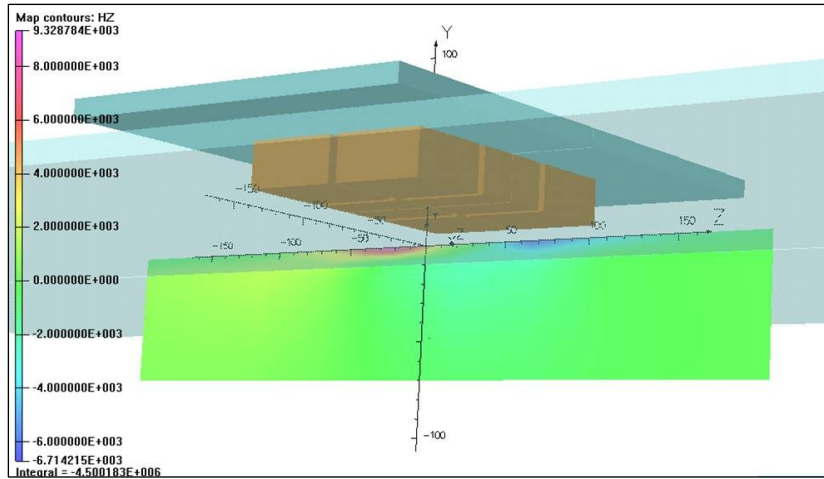 Map contours: HZ
9.328784E+003
8.000000E+003
6.000000E+003
4.000000E+003
2.000000E+003
0.000000E+000
-2.000000E+003
-4.000000E+003
-6.000000E+003
-6.714215E+003
Integral = -4.500183E+006
Y
100
-150
-100
-50
Y
-150
-100
-50
Z
50
100
150
Z
-100